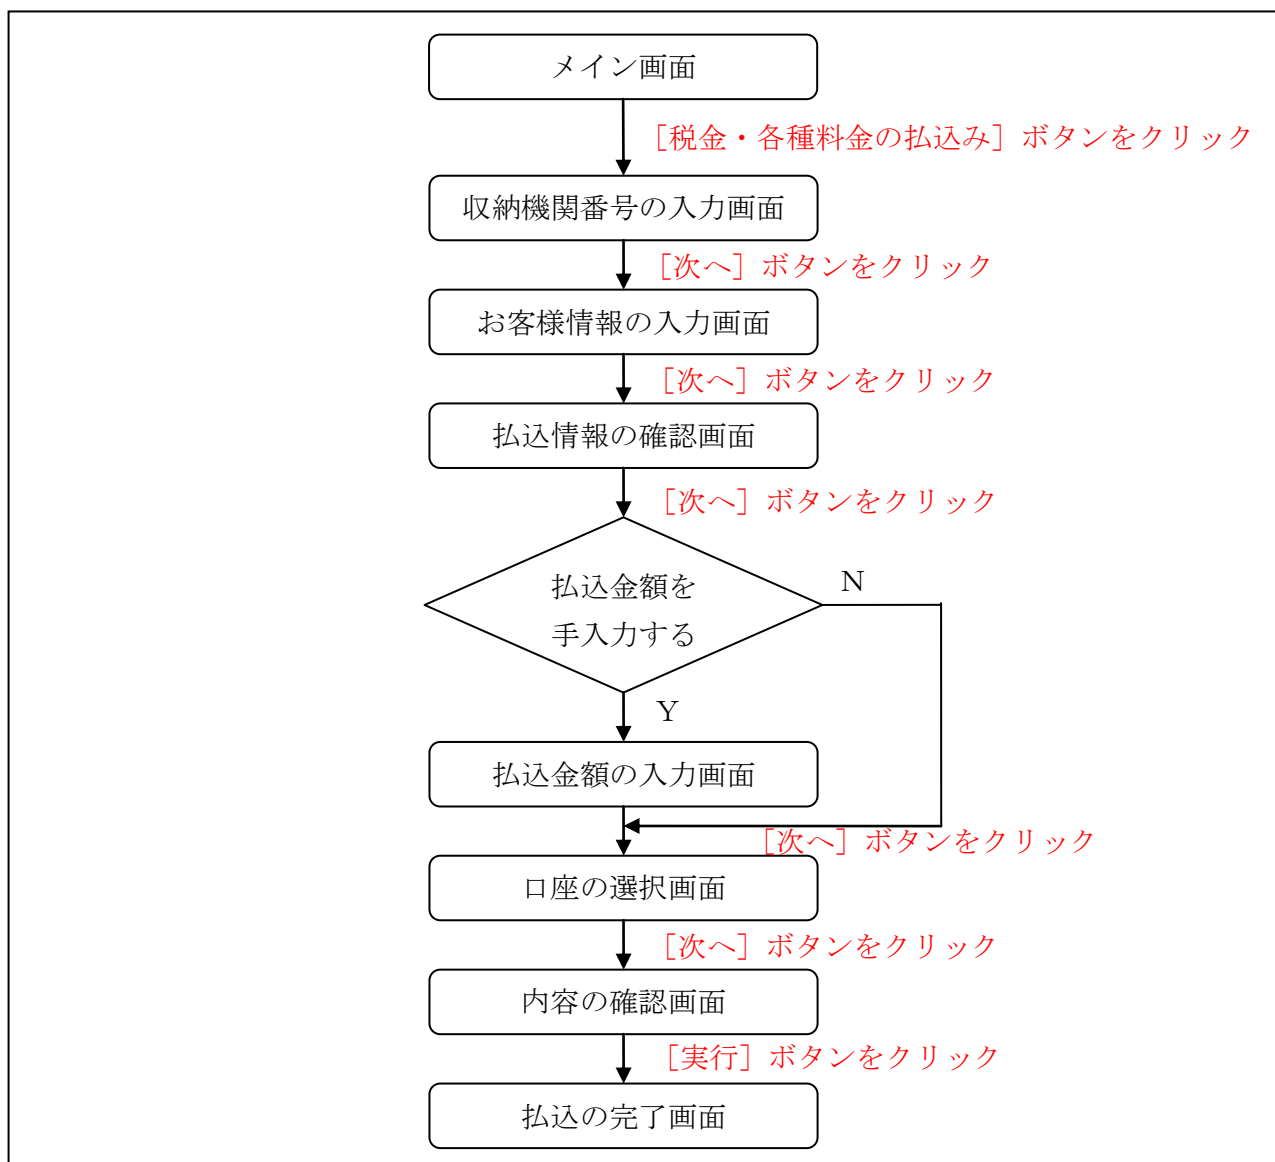 メイン画面
［税金・各種料金の払込み］ボタンをクリック
収納機関番号の入力画面
［次へ］ボタンをクリック
お客様情報の入力画面
［次へ］ボタンをクリック
払込情報の確認画面
［次へ］ボタンをクリック
払込金額を
手入力する
N
Y
払込金額の入力画面
［次へ］ボタンをクリック
口座の選択画面
［次へ］ボタンをクリック
内容の確認画面
［実行］ボタンをクリック
払込の完了画面